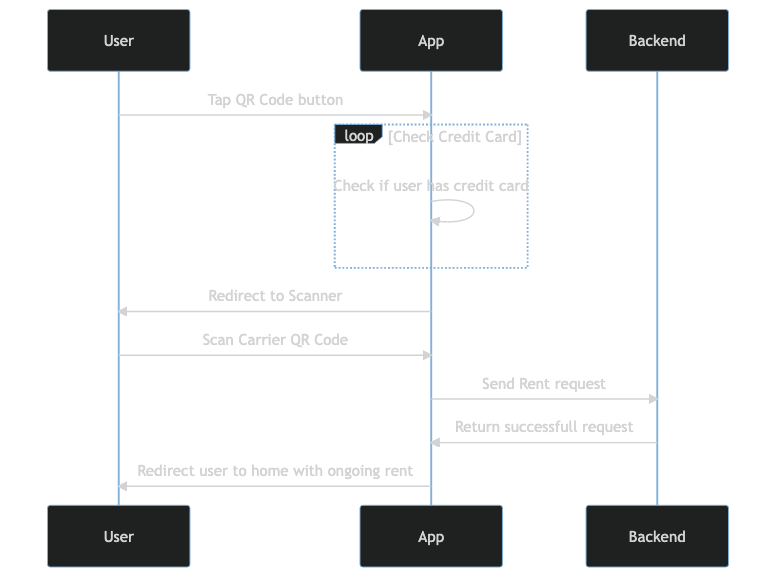 User App Backend
Tap QR Code button
loop [Check Credit Card]
Check if user has credit card
Redirect to Scanner
Scan Carrier QR Code
Send Rent request
Return successfull request
Redirect user to home with ongoing rent
User App Backend